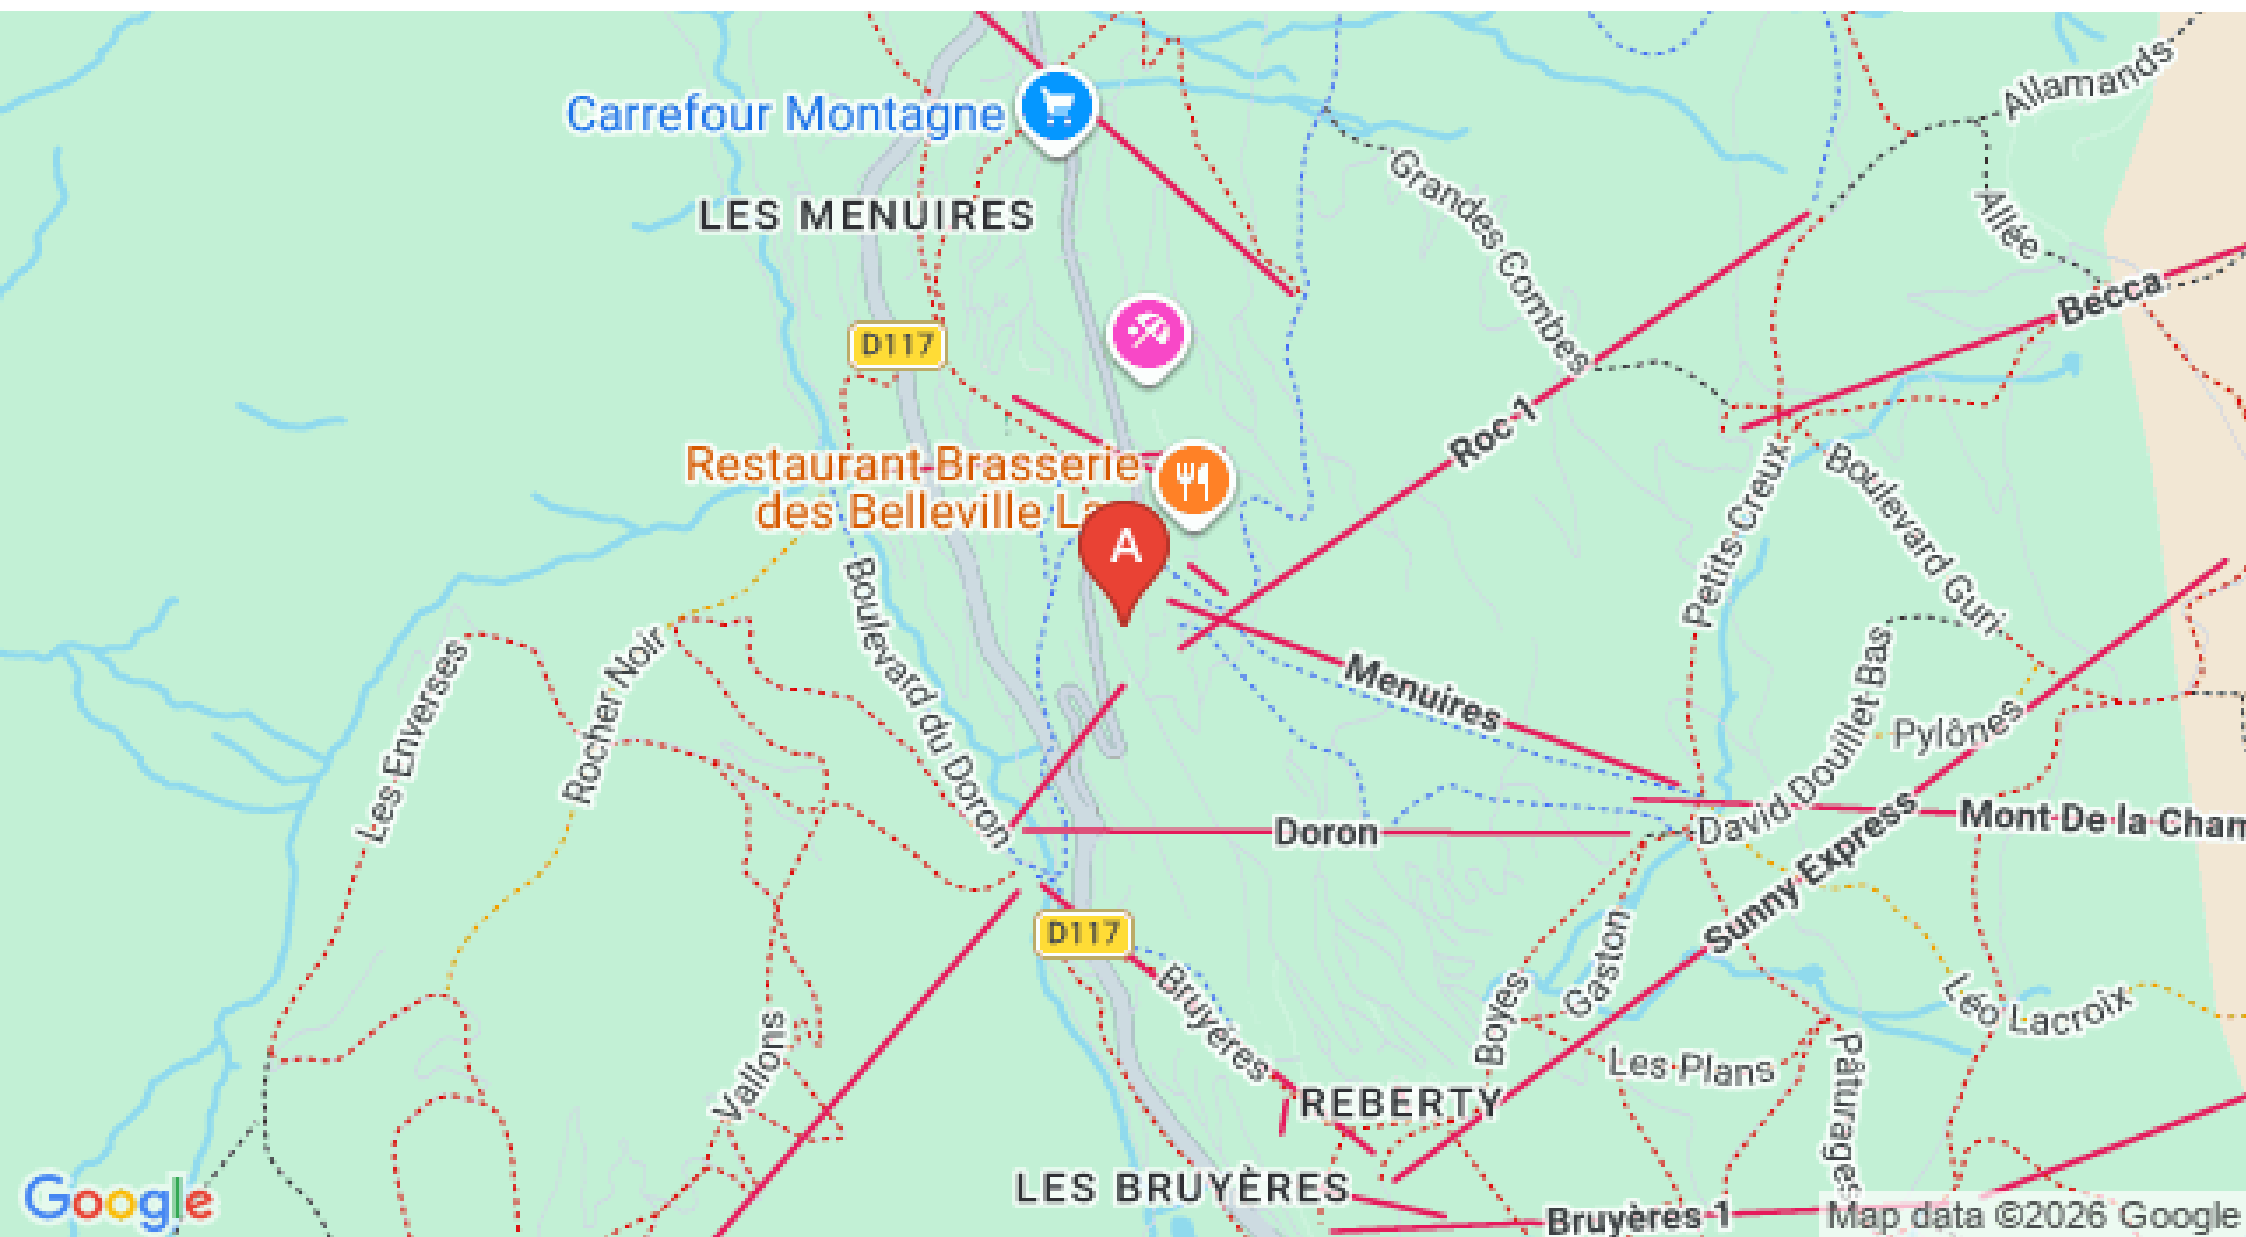 Allamands
Carrefour Montagne
Grandes Combes
LES MENUIRES
Allée
Becca
D117
Roc 1
Restaurant Brasserie
des Belleville
A
Petits Creux
Boulevard Guri
Boulevard du Doron
Les Enverses
Rocher Noir
Menuires
David Douillet Bas
Pylônes
Doron
Mont De la Cham
Sunny Express
D117
Bruyères
Gaston
Boyes
Léo Lacroix
Vallons
Les Plans
Pâturages
REBERTY
LES BRUYÈRES
Google
Bruyères 1
Map data ©2026 Google